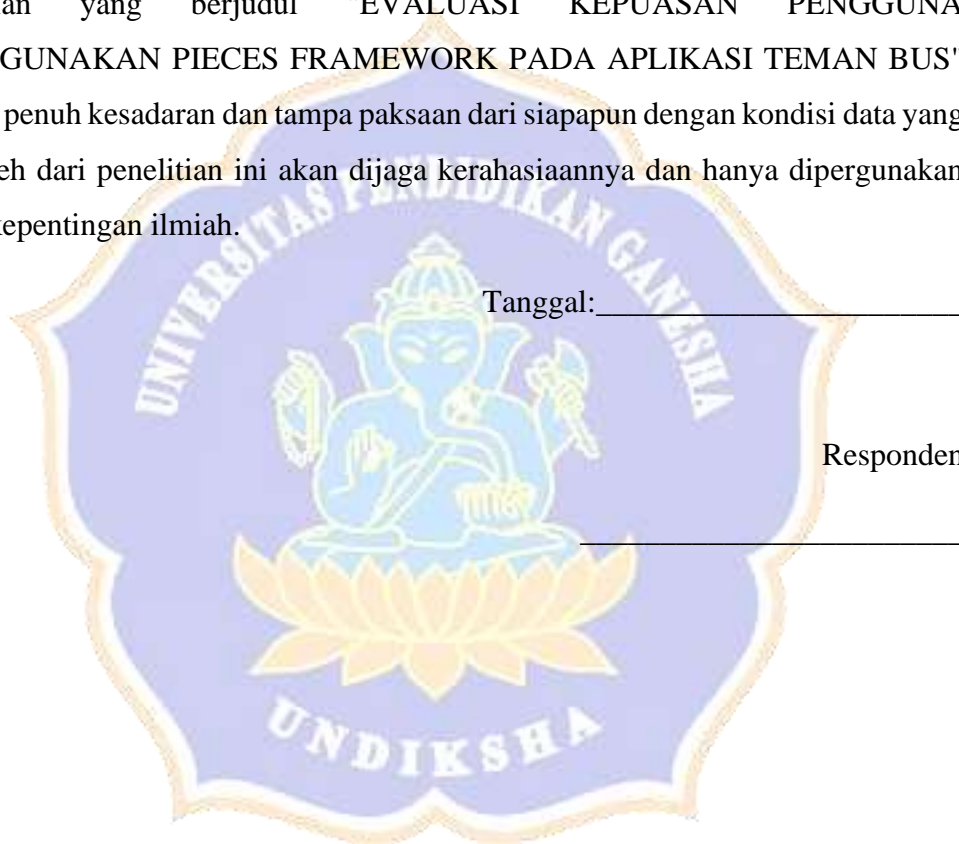 yang berjudul "EVALUASI KEPUASAN PENGGUNA
GUNAKAN PIECES FRAMEWORK PADA APLIKASI TEMAN BUS"
penuh kesadaran dan tampa paksaan dari siapapun dengan kondisi data yang
eh dari penelitian ini akan dijaga kerahasiaannya dan hanya dipergunakan
kepentingan ilmiah.
UNIVERSITAS PENDIDIKAN GANESHA
Tanggal:_______________________
Responden
_________________________
UNDIKSHA